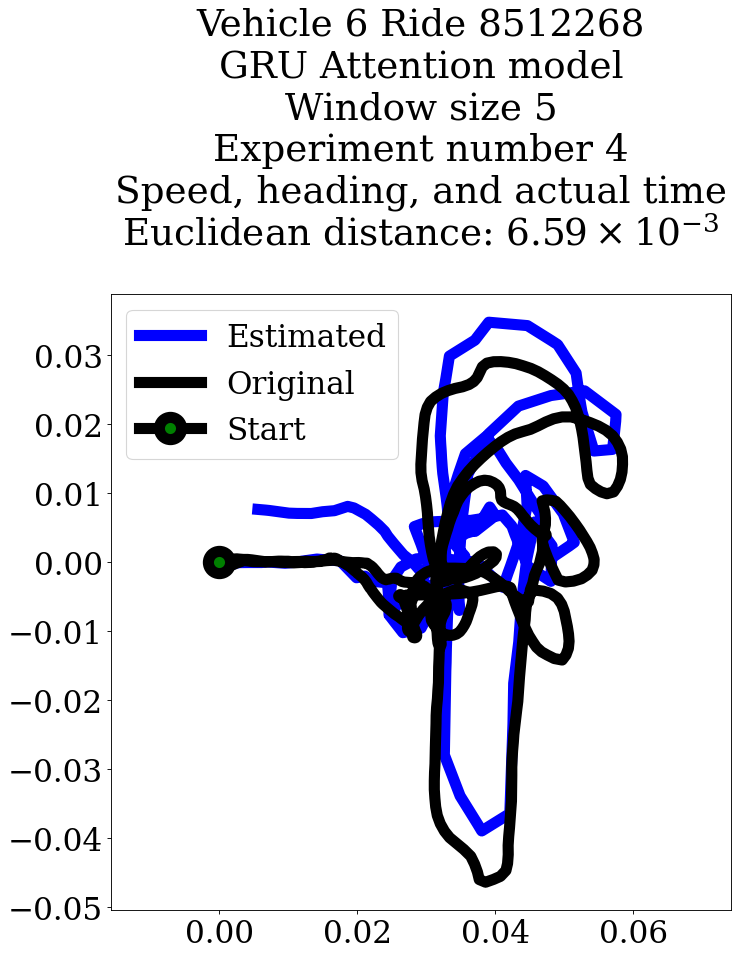 Vehicle 6 Ride 8512268
GRU Attention model
Window size 5
Experiment number 4
Speed, heading, and actual time
Euclidean distance: 6.59 × 10⁻³
Estimated
Original
Start
0.03
0.02
0.01
0.00
−0.01
−0.02
−0.03
−0.04
−0.05
0.00 0.02 0.04 0.06